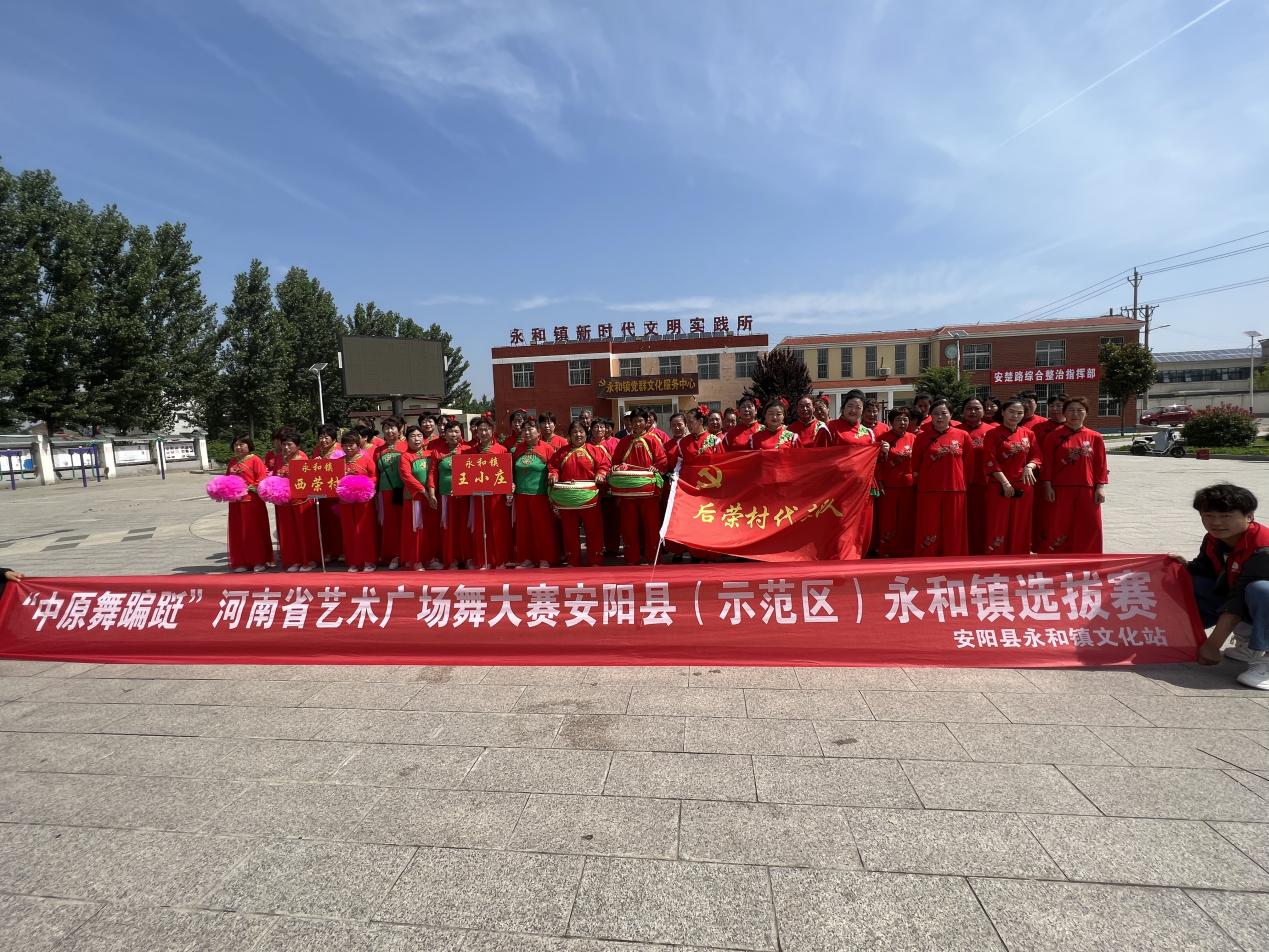 永和镇新时代文明实践所
永和镇党群文化服务中心
安楚路综合整治指挥部
永和镇
西荣村
永和镇
王小庄
后荣村代
“中原舞蹁跹”河南省艺术广场舞大赛安阳县（示范区）永和镇选拔赛
安阳县永和镇文化站